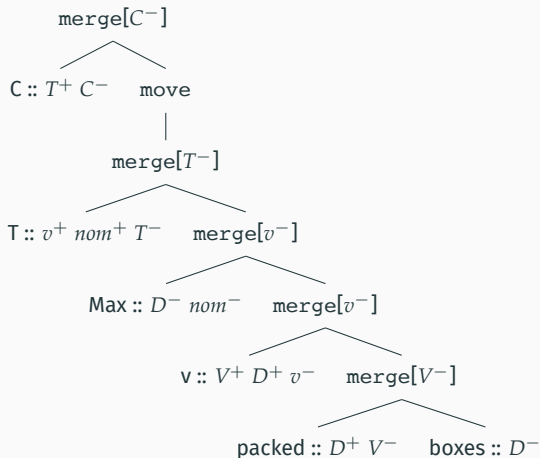 merge[C⁻]
C :: T⁺ C⁻ move
merge[T⁻]
T :: v⁺ nom⁺ T⁻ merge[v⁻]
Max :: D⁻ nom⁻ merge[v⁻]
v :: V⁺ D⁺ v⁻ merge[V⁻]
packed :: D⁺ V⁻ boxes :: D⁻